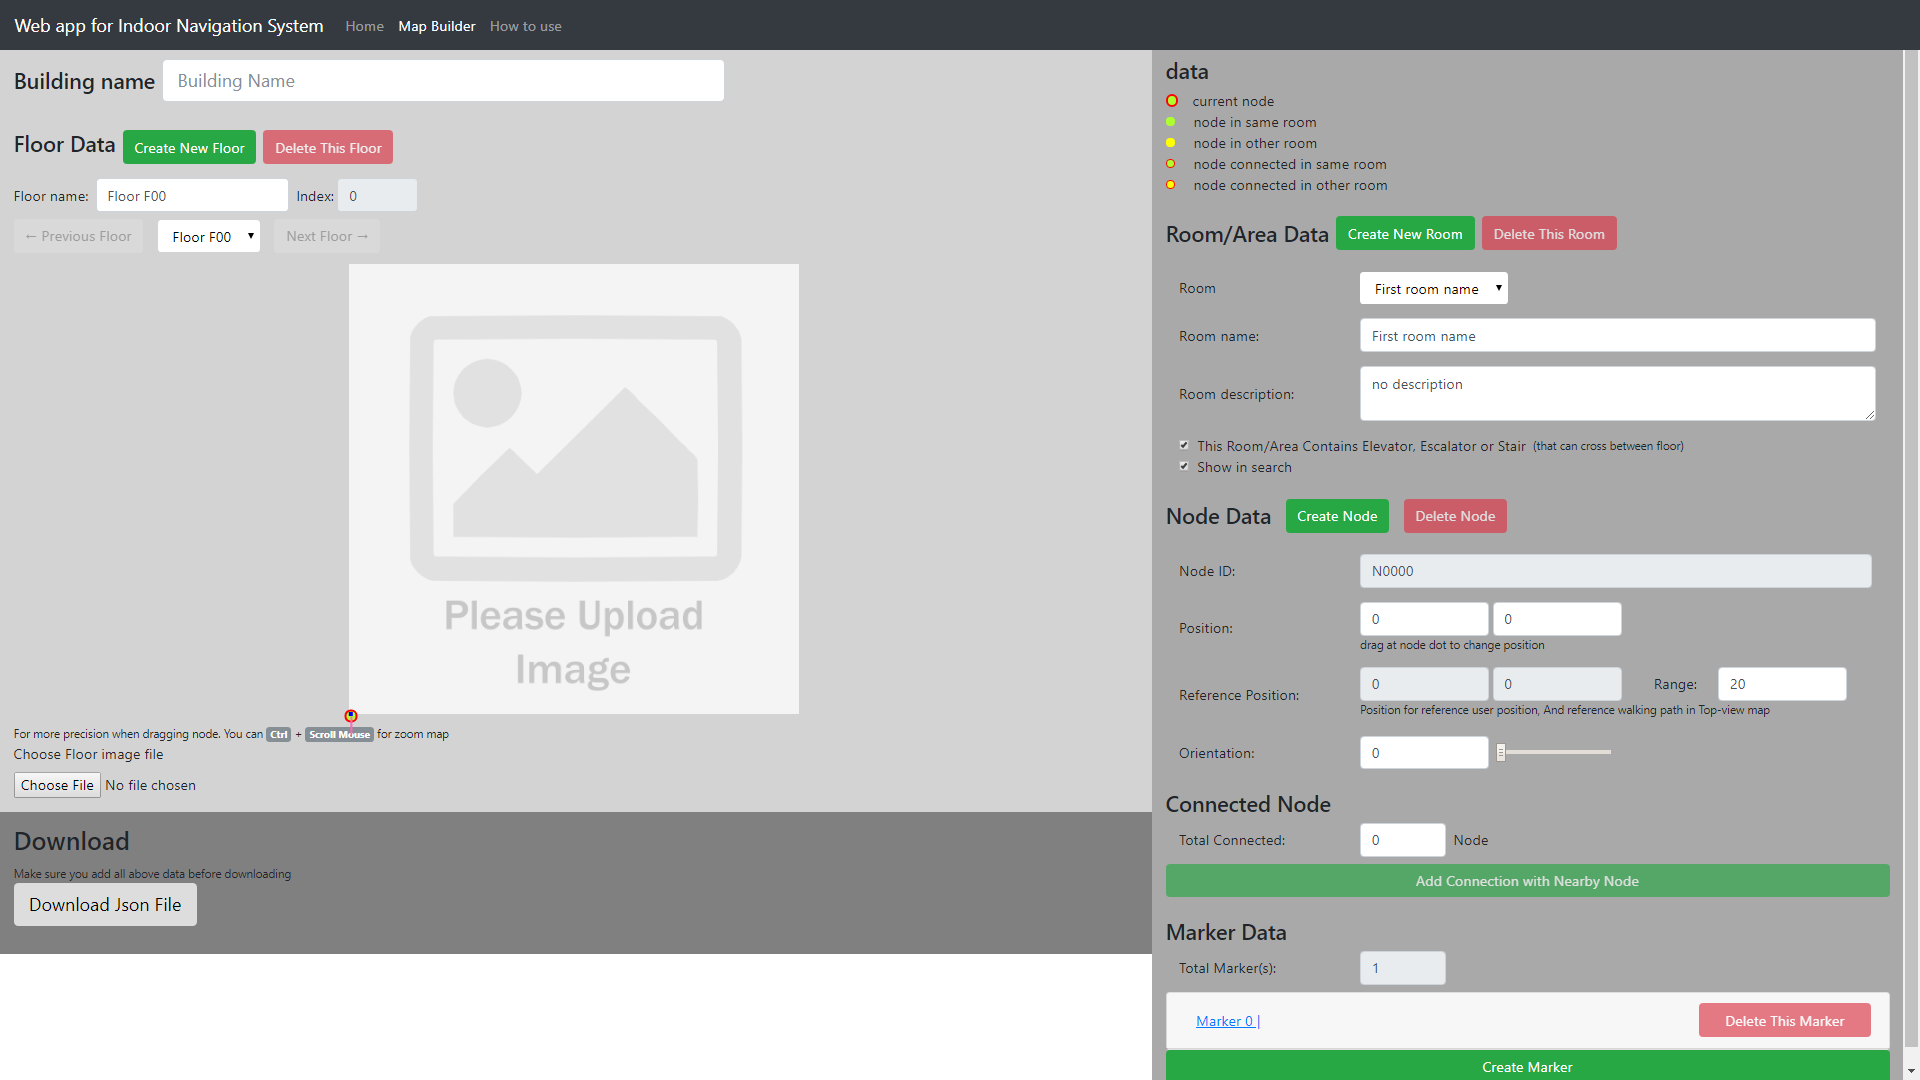 Web app for Indoor Navigation System Home Map Builder How to use
Building name Building Name
Floor Data Create New Floor Delete This Floor
Floor name: Floor F00 Index: 0
← Previous Floor Floor F00 Next Floor →
Please Upload
Image
For more precision when dragging node. You can Ctrl + Scroll Mouse for zoom map
Choose Floor image file
Choose File No file chosen
Download
Make sure you add all above data before downloading
Download Json File
data
current node
node in same room
node in other room
node connected in same room
node connected in other room
Room/Area Data Create New Room Delete This Room
Room First room name
Room name: First room name
Room description: no description
This Room/Area Contains Elevator, Escalator or Stair (that can cross between floor)
Show in search
Node Data Create Node Delete Node
Node ID: N0000
Position: 0 0
drag at node dot to change position
Reference Position: 0 0 Range: 20
Position for reference user position, And reference walking path in Top-view map
Orientation: 0
Connected Node
Total Connected: 0 Node
Add Connection with Nearby Node
Marker Data
Total Marker(s): 1
Marker 0 | Delete This Marker
Create Marker